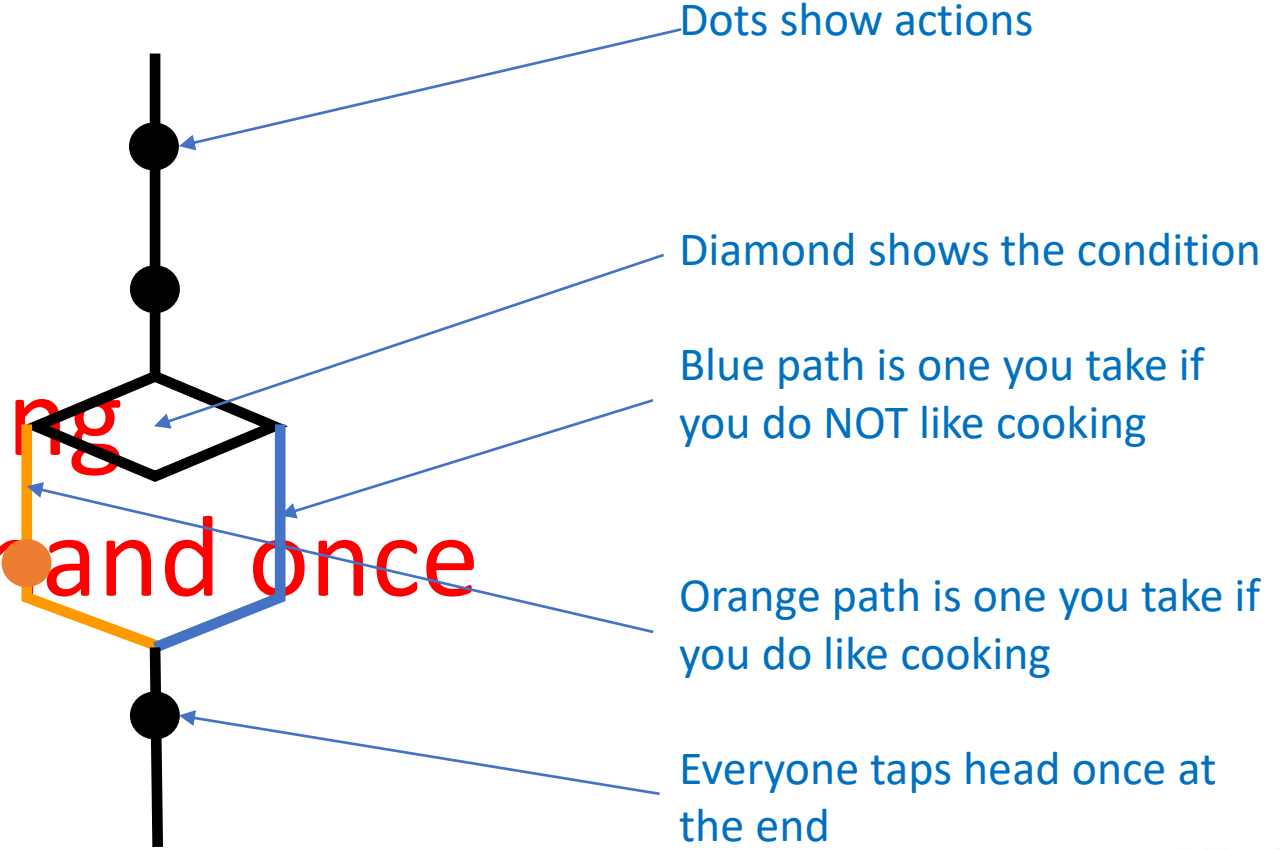 Dots show actions
Diamond shows the condition
Blue path is one you take if
you do NOT like cooking
ng
and once
Orange path is one you take if
you do like cooking
Everyone taps head once at
the end